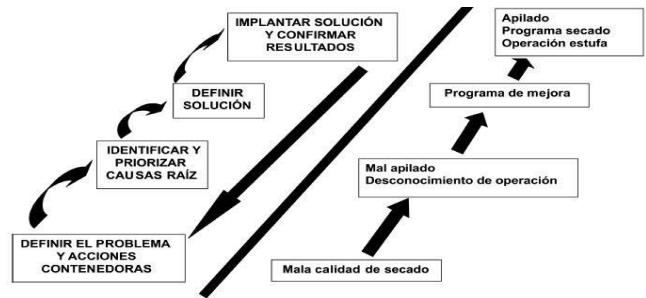 IMPLANTAR SOLUCIÓN
Y CONFIRMAR
RESULTADOS
DEFINIR
SOLUCIÓN
IDENTIFICAR Y
PRIORIZAR
CAUSAS RAÍZ
DEFINIR EL PROBLEMA
Y ACCIONES
CONTENEDORAS
Apilado
Programa secado
Operación estufa
Programa de mejora
Mal apilado
Desconocimiento de operación
Mala calidad de secado